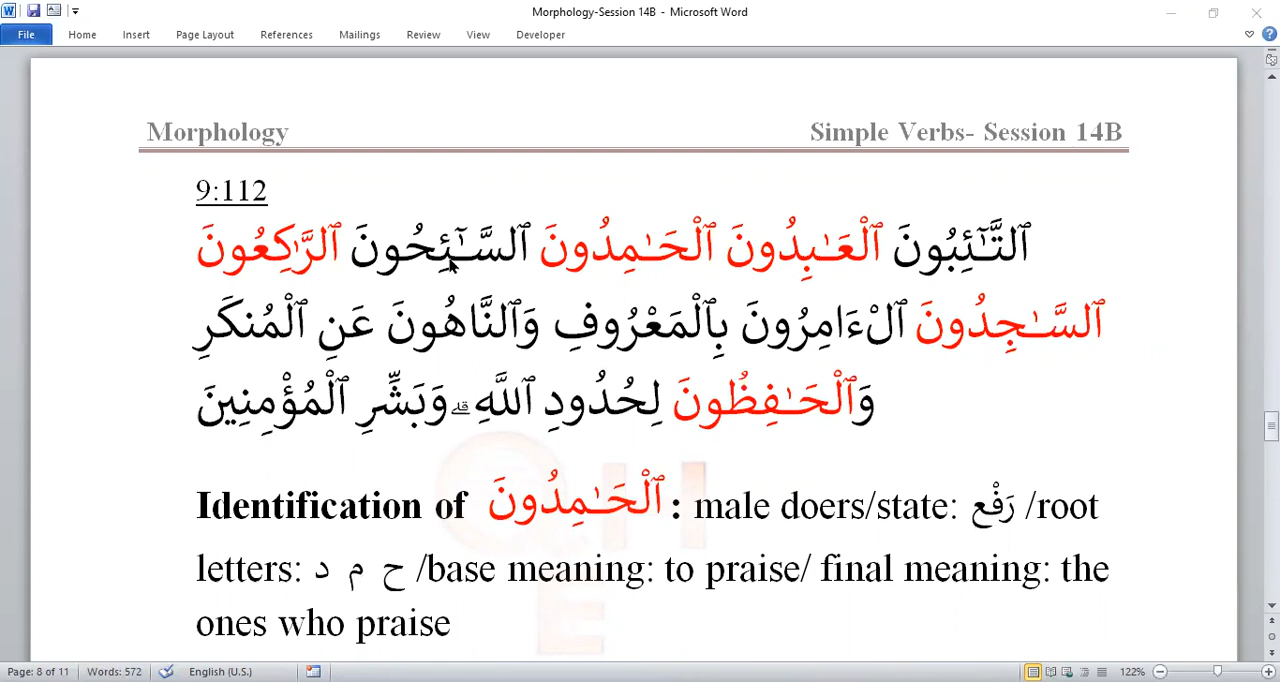 Morphology-Session 14B - Microsoft Word
File Home Insert Page Layout References Mailings Review View Developer
Morphology Simple Verbs- Session 14B
9:112
ٱلتَّـٰٓئِبُونَ ٱلْعَـٰبِدُونَ ٱلْحَـٰمِدُونَ ٱلسَّـٰٓئِحُونَ ٱلرَّٰكِعُونَ
ٱلسَّـٰجِدُونَ ٱلْـَٔامِرُونَ بِٱلْمَعْرُوفِ وَٱلنَّاهُونَ عَنِ ٱلْمُنكَرِ
وَٱلْحَـٰفِظُونَ لِحُدُودِ ٱللَّهِ ۗ وَبَشِّرِ ٱلْمُؤْمِنِينَ
Identification of ٱلْحَـٰمِدُونَ : male doers/state: رَفْع /root
letters: ح م د /base meaning: to praise/ final meaning: the
ones who praise
Page: 8 of 11 Words: 572 English (U.S.) 122%